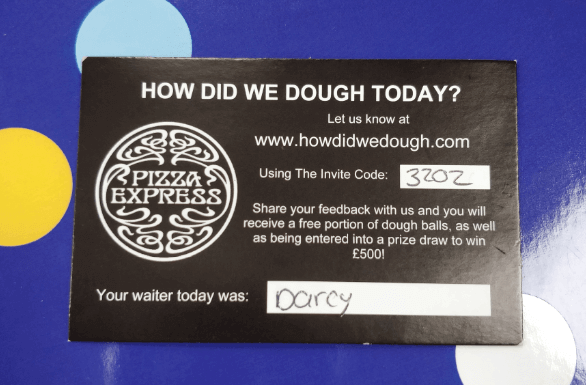 HOW DID WE DOUGH TODAY?
Let us know at
www.howdidwedough.com
PIZZA
EXPRESS
Using The Invite Code: 3202
Share your feedback with us and you will
receive a free portion of dough balls, as well
as being entered into a prize draw to win
£500!
Your waiter today was: Darcy